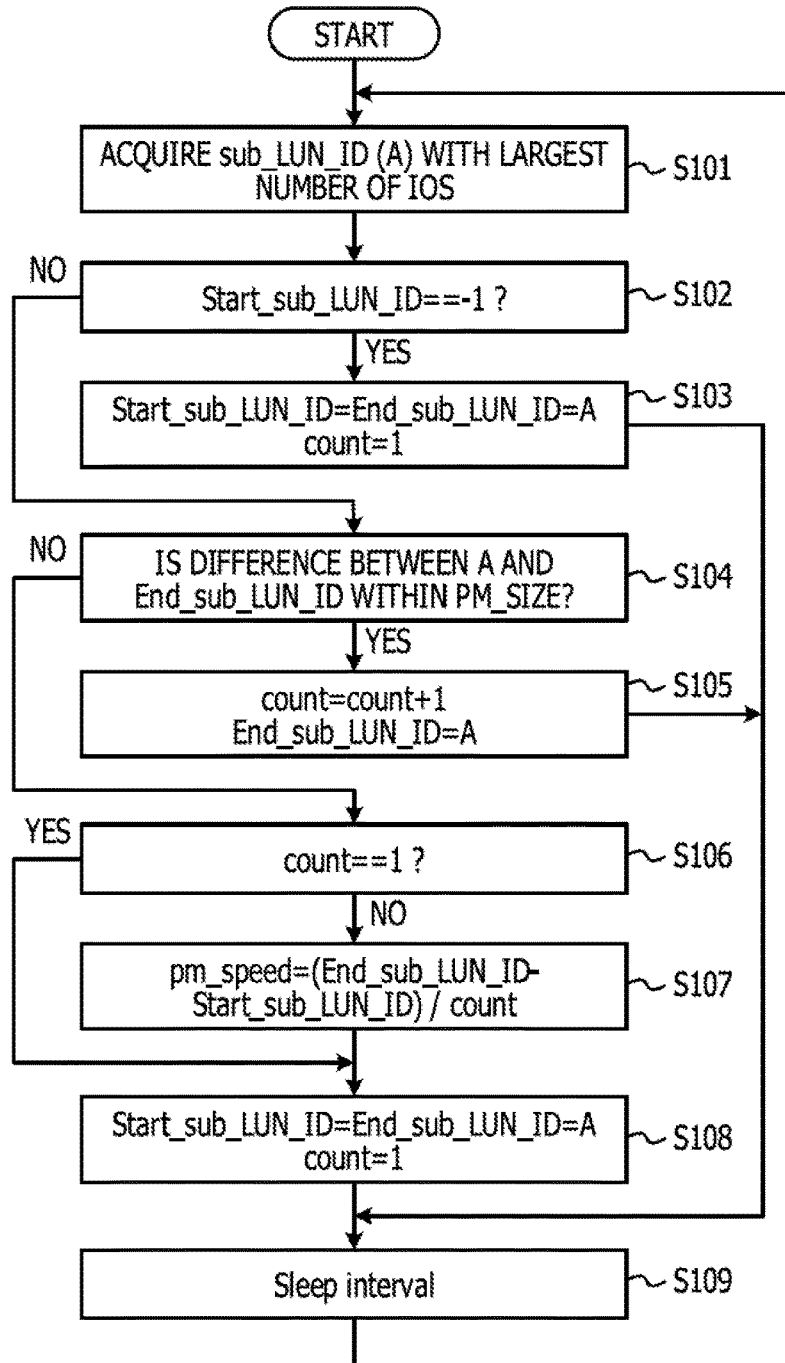 START
ACQUIRE sub_LUN_ID (A) WITH LARGEST
NUMBER OF IOS
S101
NO
Start_sub_LUN_ID==-1 ?
S102
YES
Start_sub_LUN_ID=End_sub_LUN_ID=A
count=1
S103
NO
IS DIFFERENCE BETWEEN A AND
End_sub_LUN_ID WITHIN PM_SIZE?
S104
YES
count=count+1
End_sub_LUN_ID=A
S105
YES
count==1 ?
S106
NO
pm_speed=(End_sub_LUN_ID-
Start_sub_LUN_ID) / count
S107
Start_sub_LUN_ID=End_sub_LUN_ID=A
count=1
S108
Sleep interval
S109